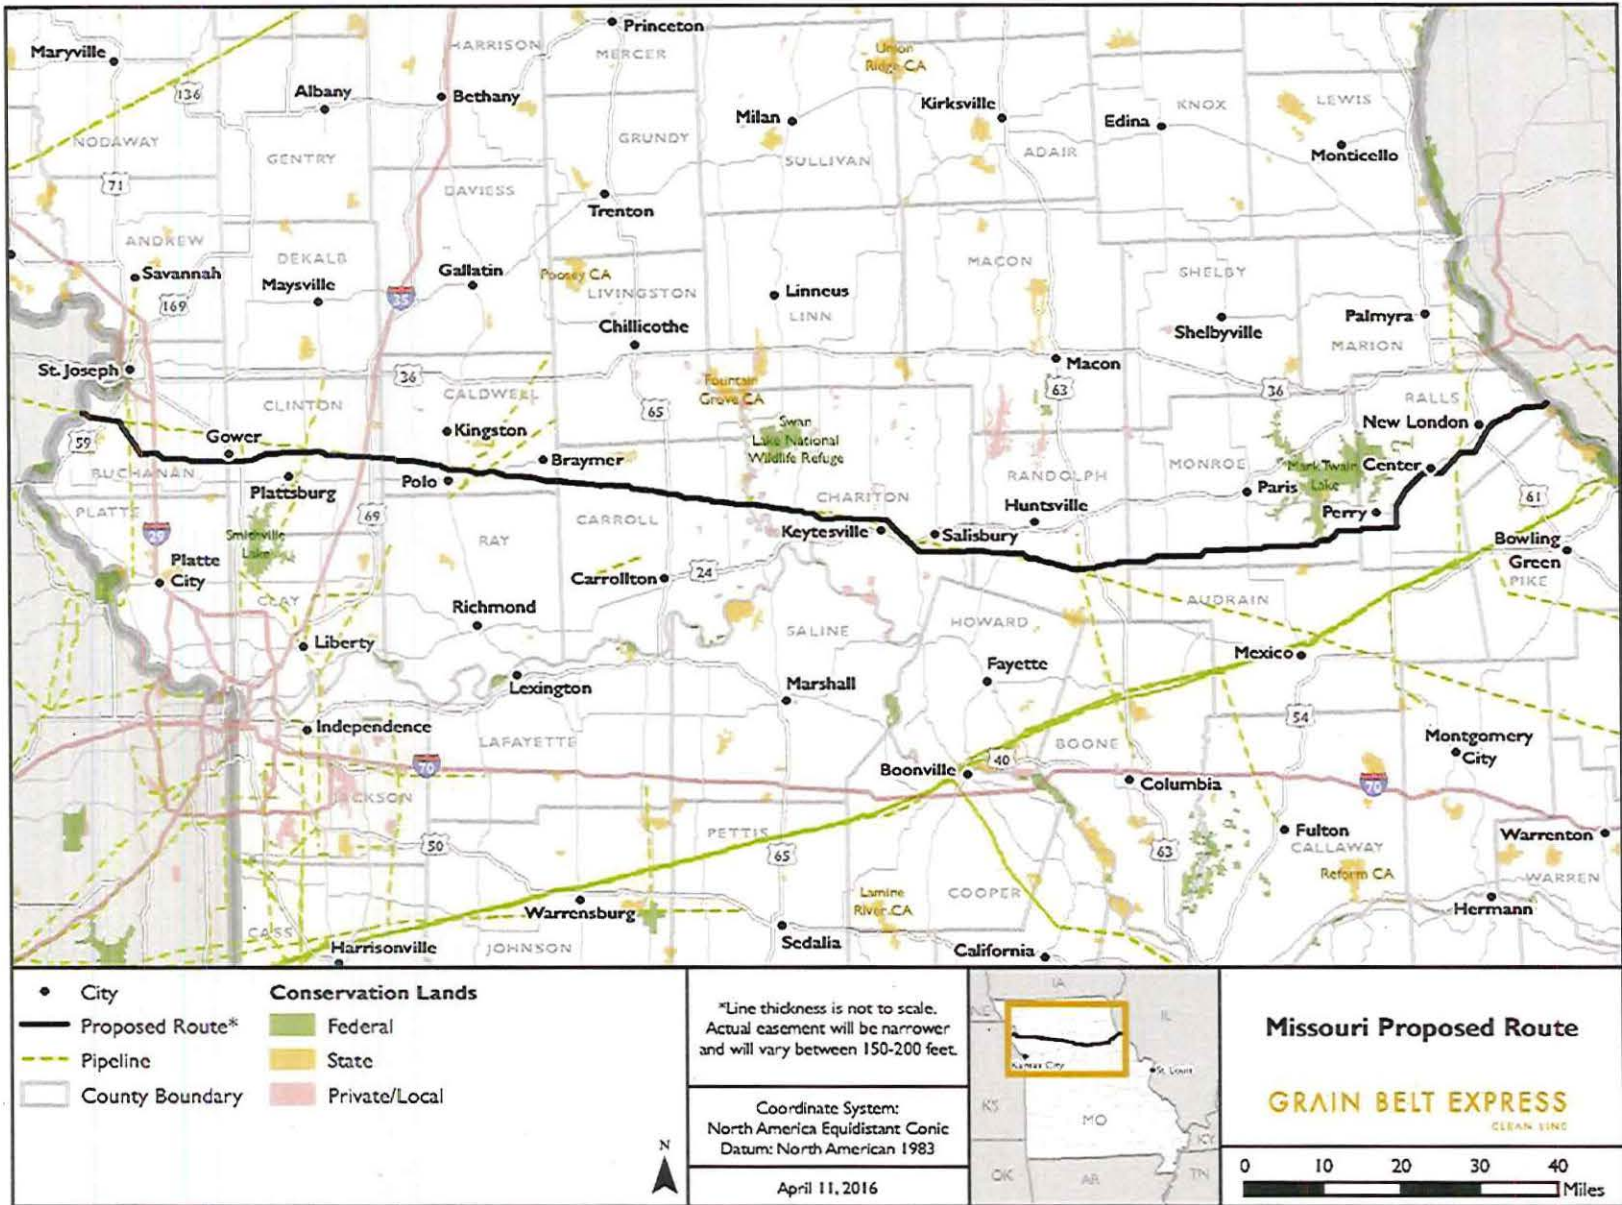 Princeton
Maryville
HARRISON
MERCER
Union
Ridge CA
136
Albany
Bethany
Milan
Kirksville
Edina
KNOX
LEWIS
NODAWAY
GENTRY
GRUNDY
SULLIVAN
ADAIR
Monticello
71
DAVIESS
Trenton
ANDREW
DEKALB
Savannah
Maysville
Gallatin
Poosey CA
LIVINGSTON
Linneus
LINN
MACON
SHELBY
169
35
Chillicothe
Shelbyville
Palmyra
MARION
St. Joseph
36
Macon
CLINTON
CALDWELL
65
Fountain
Grove CA
63
36
RALLS
59
Gower
Kingston
Swan
Lake National
Wildlife Refuge
New London
BUCHANAN
Plattsburg
Polo
Braymer
CHARITON
RANDOLPH
MONROE
Mark Twain
Lake
Center
PLATTE
69
Paris
61
29
Smithville
Lake
RAY
CARROLL
Keytesville
Salisbury
Huntsville
Perry
Platte
City
Carrollton
24
Bowling
Green
PIKE
CLAY
Richmond
SALINE
HOWARD
AUDRAIN
Liberty
Lexington
Marshall
Fayette
Mexico
Independence
LAFAYETTE
54
70
Boonville
40
BOONE
Columbia
Montgomery
City
70
JACKSON
50
PETTIS
65
63
Fulton
CALLAWAY
Warrenton
Reform CA
WARREN
Warrensburg
Lamine
River CA
COOPER
Hermann
CASS
Harrisonville
JOHNSON
Sedalia
California
City
Proposed Route*
Pipeline
County Boundary
Conservation Lands
Federal
State
Private/Local
N
*Line thickness is not to scale.
Actual easement will be narrower
and will vary between 150-200 feet.
Coordinate System:
North America Equidistant Conic
Datum: North American 1983
April 11, 2016
IA
NE
IL
Kansas City
St. Louis
KS
MO
KY
OK
AR
TN
Missouri Proposed Route
GRAIN BELT EXPRESS
CLEAN LINE
0 10 20 30 40
Miles